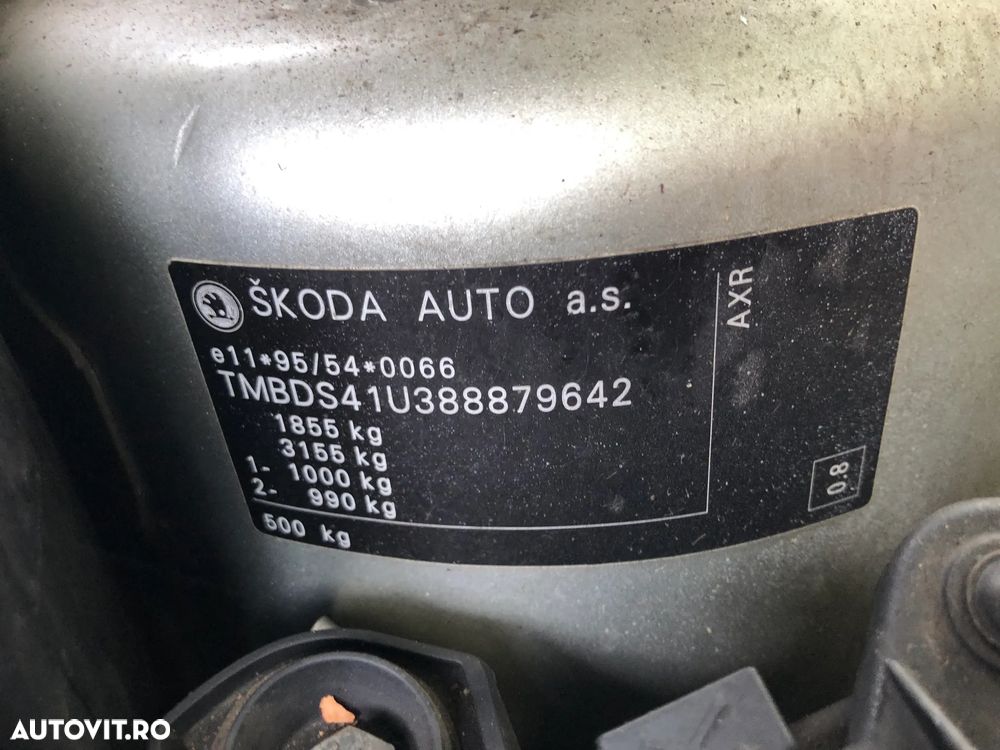 ŠKODA AUTO a.s.
AXR
e11*95/54*0066
TMBDS41U388879642
1855 kg
3155 kg
1- 1000 kg
2- 990 kg
500 kg
0.8
AUTOVIT.RO